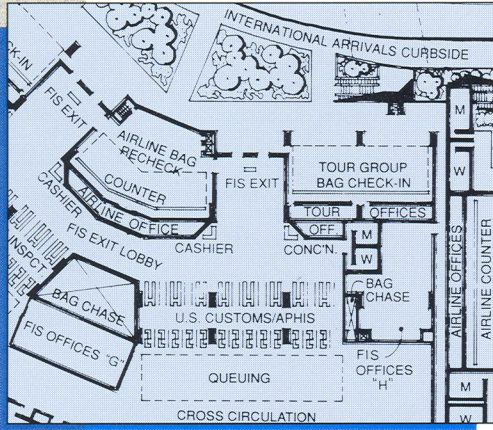 INTERNATIONAL ARRIVALS CURBSIDE
CK-IN
FIS EXIT
AIRLINE BAG
RECHECK
COUNTER
AIRLINE OFFICE
CASHIER
FIS EXIT
TOUR GROUP
BAG CHECK-IN
TOUR
OFFICES
OFF
CONC'N.
CASHIER
M
W
M
W
FIS EXIT LOBBY
INSPCT
BAG CHASE
FIS OFFICES "G"
U.S. CUSTOMS/APHIS
BAG
CHASE
FIS
OFFICES
"H"
QUEUING
CROSS CIRCULATION
AIRLINE OFFICES
AIRLINE COUNTER
M
W